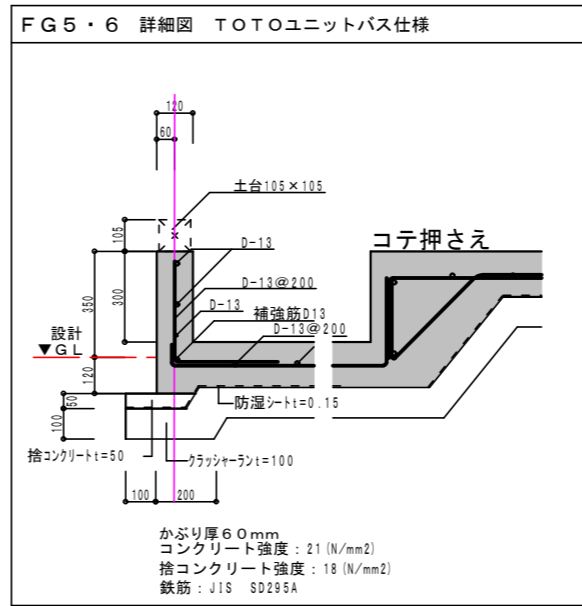 FG5・6 詳細図 TOTOユニットバス仕様
120
60
土台105×105
105
D-13
コテ押さえ
350
300
D-13@200
D-13
補強筋D13
D-13@200
設計
▼GL
120
50
防湿シートt=0.15
100
捨コンクリートt=50
クラッシャーランt=100
100
200
かぶり厚60mm
コンクリート強度：21(N/mm2)
捨コンクリート強度：18(N/mm2)
鉄筋：JIS SD295A